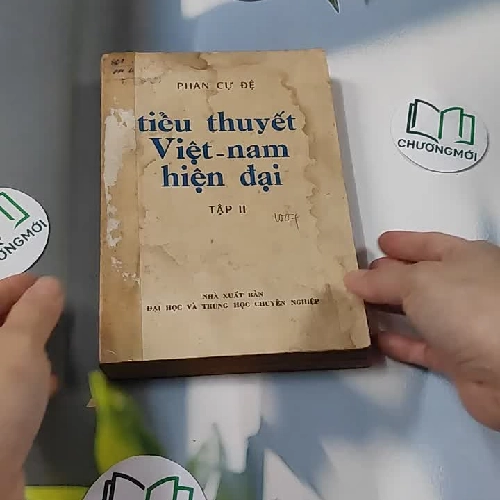 PHAN CỰ ĐỆ
tiểu thuyết
Việt-nam
hiện đại
TẬP II
NHÀ XUẤT BẢN
ĐẠI HỌC VÀ TRUNG HỌC CHUYÊN NGHIỆP
CHƯƠNGMỚI